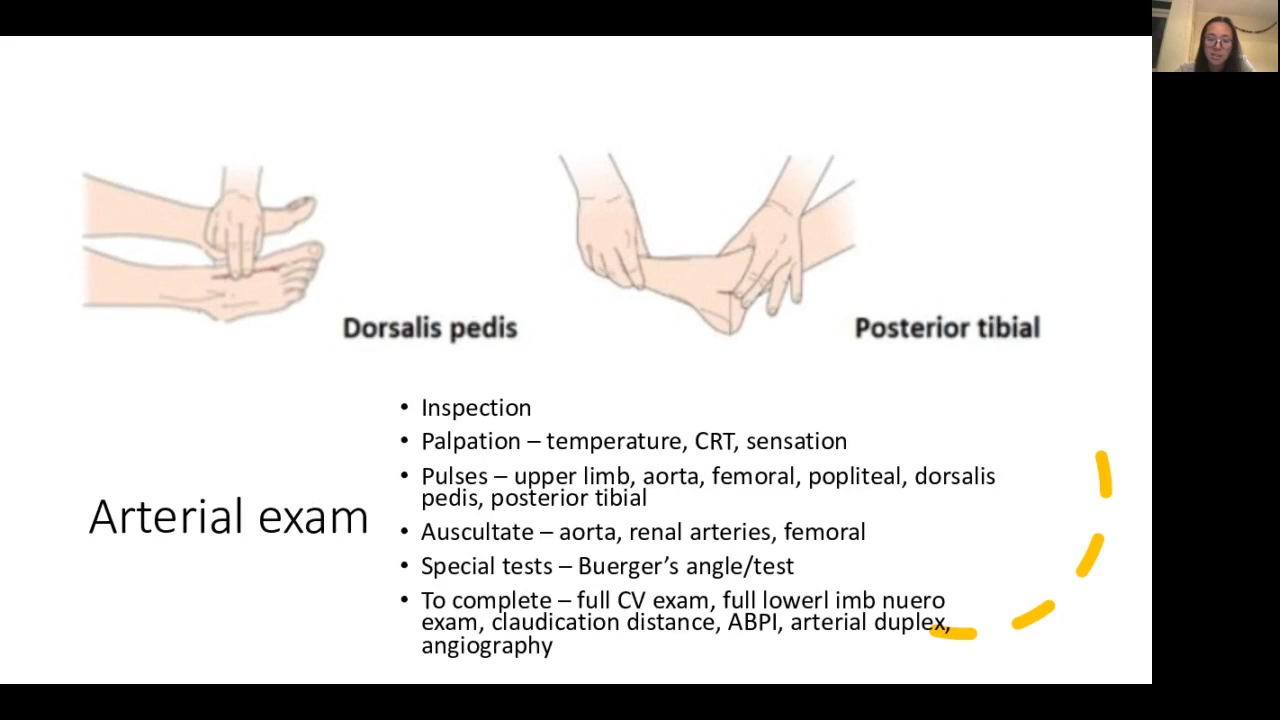 Dorsalis pedis
Posterior tibial
Arterial exam
• Inspection
• Palpation – temperature, CRT, sensation
• Pulses – upper limb, aorta, femoral, popliteal, dorsalis
pedis, posterior tibial
• Auscultate – aorta, renal arteries, femoral
• Special tests – Buerger’s angle/test
• To complete – full CV exam, full lowerl imb nuero
exam, claudication distance, ABPI, arterial duplex,
angiography